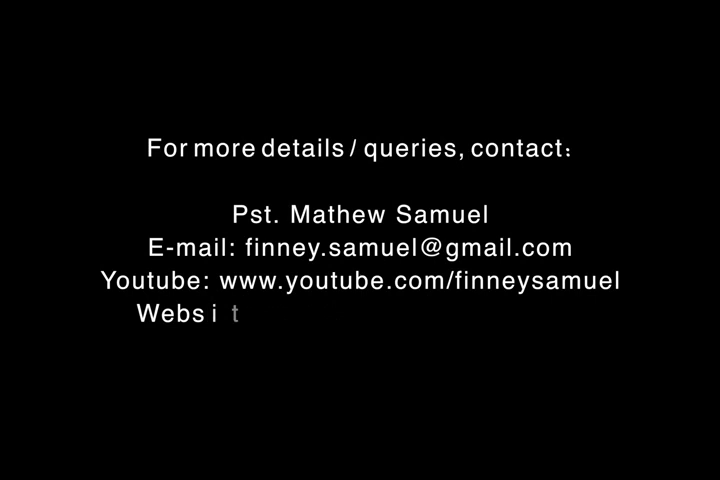 For more details / queries, contact:
Pst. Mathew Samuel
E-mail: finney.samuel@gmail.com
Youtube: www.youtube.com/finneysamuel
Websit